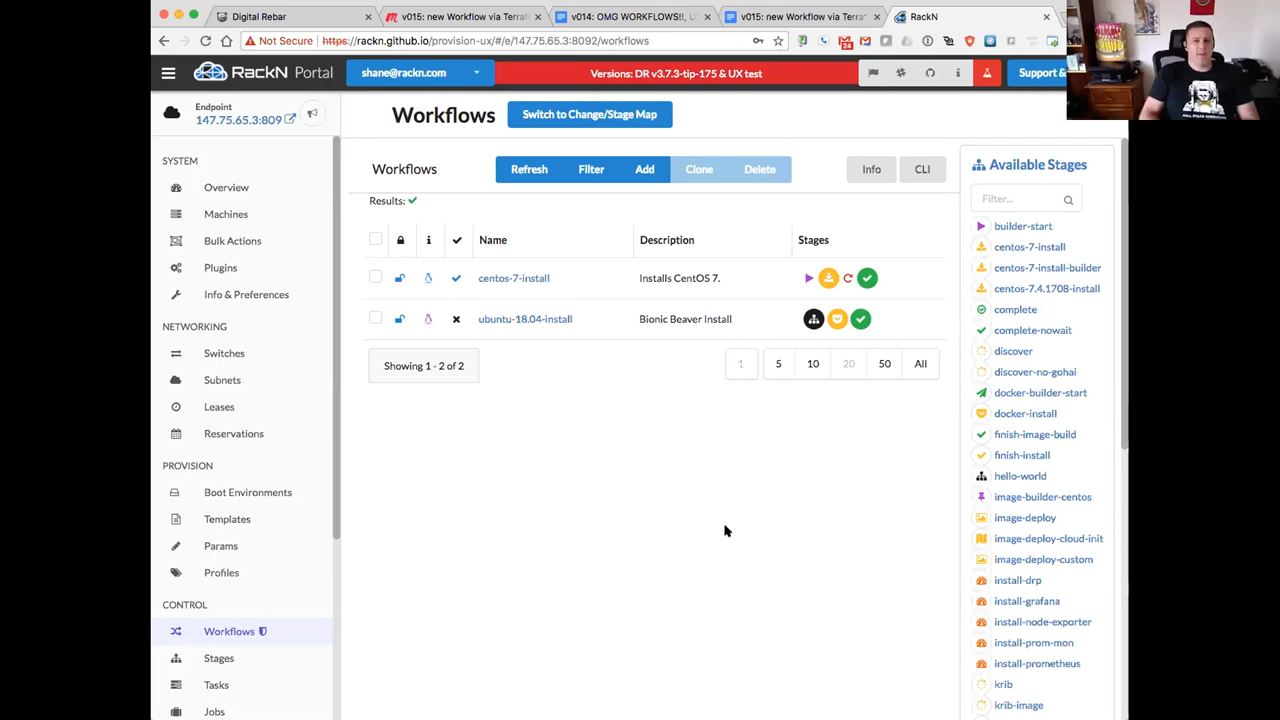 Digital Rebar
v015: new Workflow via Terraf
v014: OMG WORKFLOWS!!, U
v015: new Workflow via Terraf
RackN
Not Secure
https://rackn.github.io/provision-ux/#/e/147.75.65.3:8092/workflows
24
RackN Portal
shane@rackn.com
Versions: DR v3.7.3-tip-175 & UX test
Support &
Endpoint
147.75.65.3:809
Workflows
Switch to Change/Stage Map
SYSTEM
Overview
Machines
Bulk Actions
Plugins
Info & Preferences
NETWORKING
Switches
Subnets
Leases
Reservations
PROVISION
Boot Environments
Templates
Params
Profiles
CONTROL
Workflows
Stages
Tasks
Jobs
Workflows
Refresh
Filter
Add
Clone
Delete
Info
CLI
Results:
Name
Description
Stages
centos-7-install
Installs CentOS 7.
ubuntu-18.04-install
Bionic Beaver Install
Showing 1 - 2 of 2
1
5
10
20
50
All
Available Stages
Filter...
builder-start
centos-7-install
centos-7-install-builder
centos-7.4.1708-install
complete
complete-nowait
discover
discover-no-gohai
docker-builder-start
docker-install
finish-image-build
finish-install
hello-world
image-builder-centos
image-deploy
image-deploy-cloud-init
image-deploy-custom
install-drp
install-grafana
install-node-exporter
install-prom-mon
install-prometheus
krib
krib-image